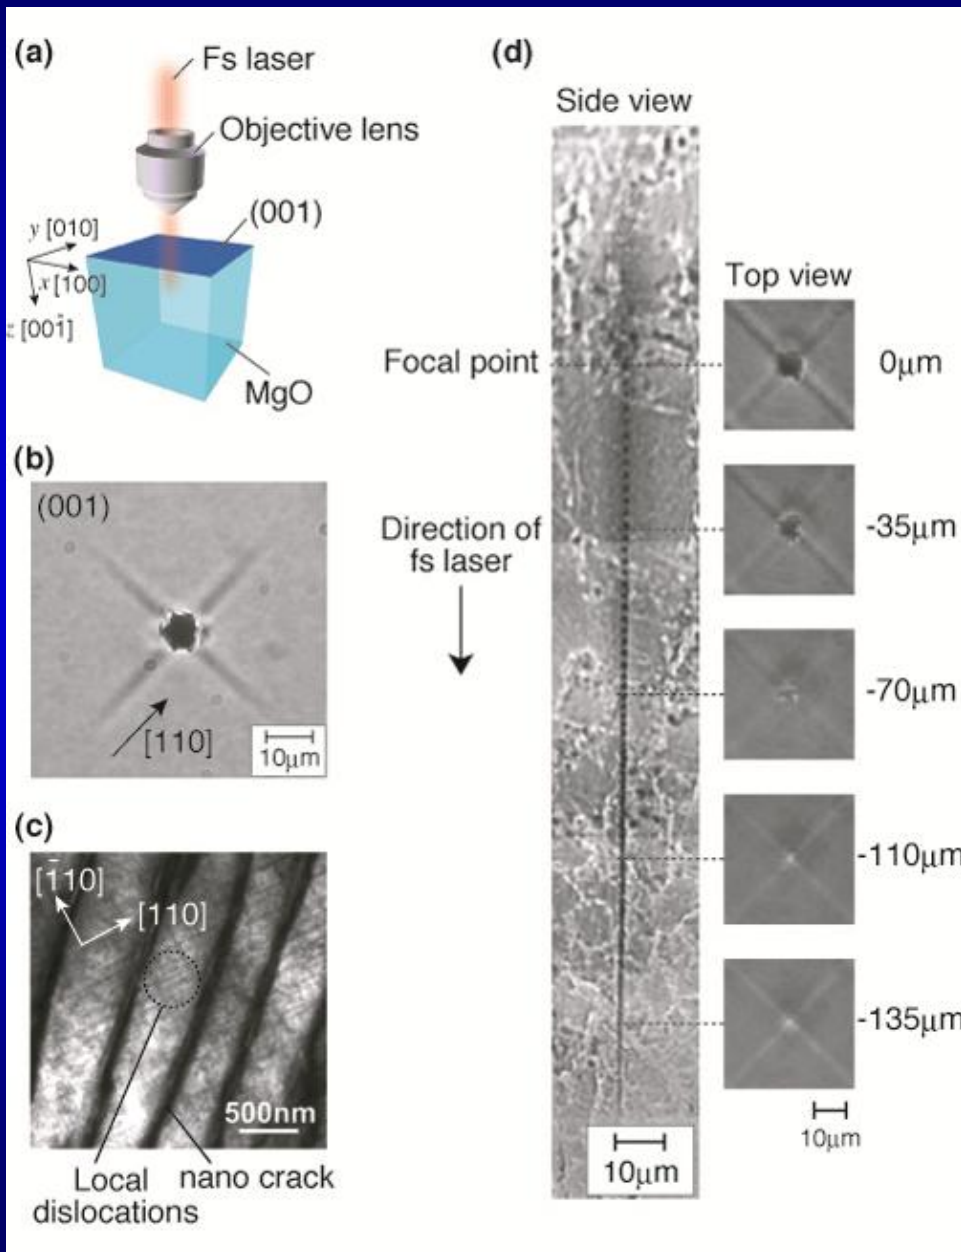 (a)
Fs laser
Objective lens
(001)
y [010]
x [100]
z [001̄]
MgO
(b)
(001)
[110]
10μm
(c)
[1̄10]
[110]
500nm
Local
dislocations
nano crack
(d)
Side view
Top view
Focal point
0μm
Direction of
fs laser
-35μm
-70μm
-110μm
-135μm
10μm
10μm